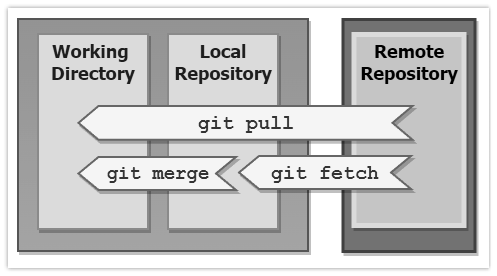 Working
Directory
Local
Repository
Remote
Repository
git pull
git merge
git fetch